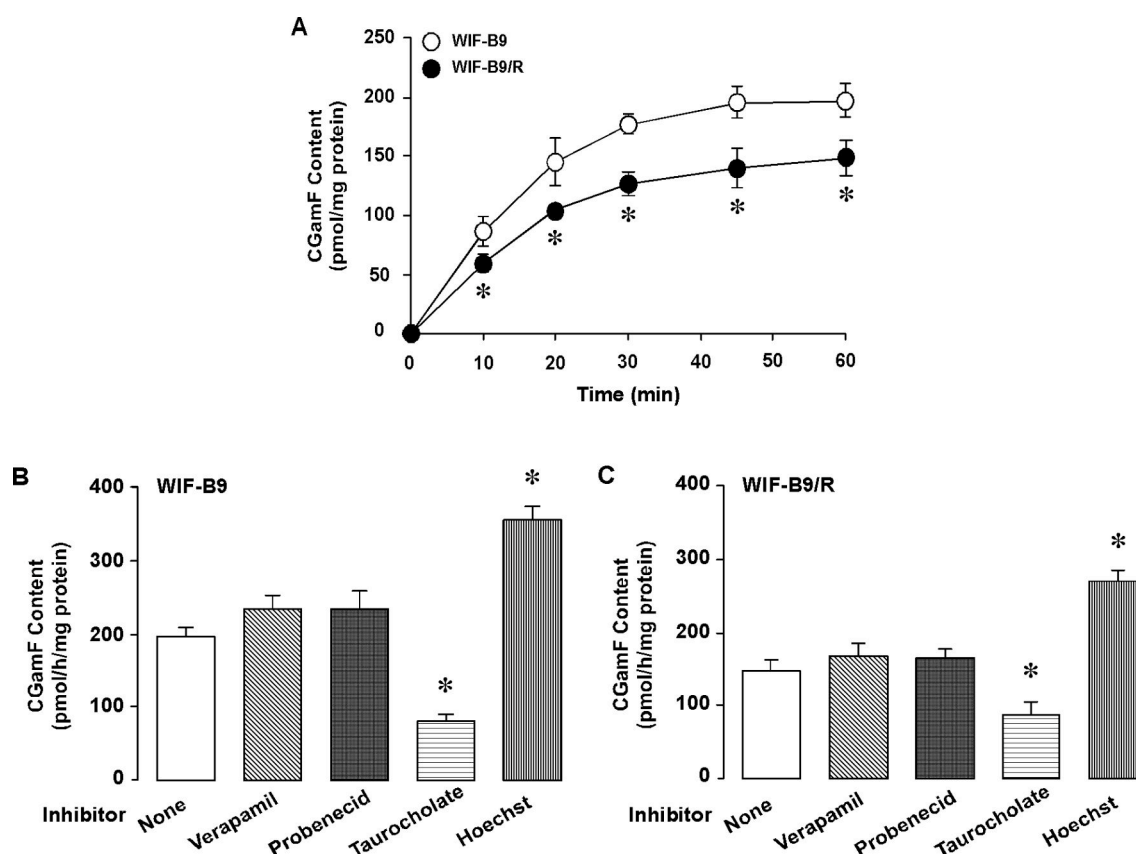 A
WIF-B9
WIF-B9/R
CGamF Content
(pmol/mg protein)
250
200
150
100
50
0
*
*
*
*
*
0 10 20 30 40 50 60
Time (min)
B
WIF-B9
CGamF Content
(pmol/h/mg protein)
400
300
200
100
0
*
*
Inhibitor
None
Verapamil
Probenecid
Taurocholate
Hoechst
C
WIF-B9/R
CGamF Content
(pmol/h/mg protein)
400
300
200
100
0
*
*
Inhibitor
None
Verapamil
Probenecid
Taurocholate
Hoechst